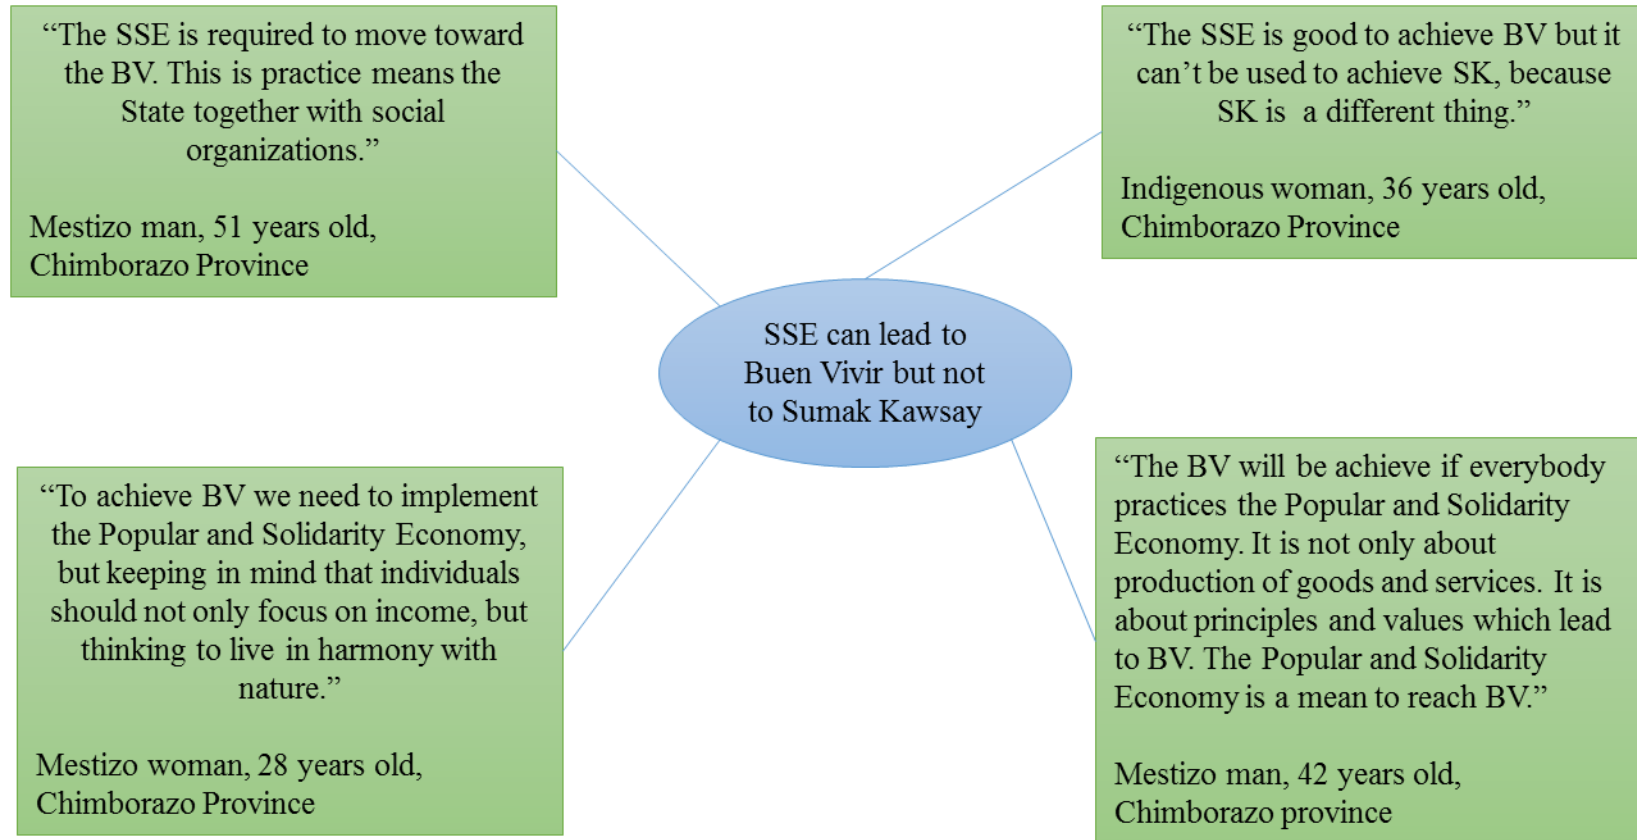 “The SSE is required to move toward
the BV. This is practice means the
State together with social
organizations.”
Mestizo man, 51 years old,
Chimborazo Province
“The SSE is good to achieve BV but it
can’t be used to achieve SK, because
SK is  a different thing.”
Indigenous woman, 36 years old,
Chimborazo Province
SSE can lead to
Buen Vivir but not
to Sumak Kawsay
“To achieve BV we need to implement
the Popular and Solidarity Economy,
but keeping in mind that individuals
should not only focus on income, but
thinking to live in harmony with
nature.”
Mestizo woman, 28 years old,
Chimborazo Province
“The BV will be achieve if everybody
practices the Popular and Solidarity
Economy. It is not only about
production of goods and services. It is
about principles and values which lead
to BV. The Popular and Solidarity
Economy is a mean to reach BV.”
Mestizo man, 42 years old,
Chimborazo province